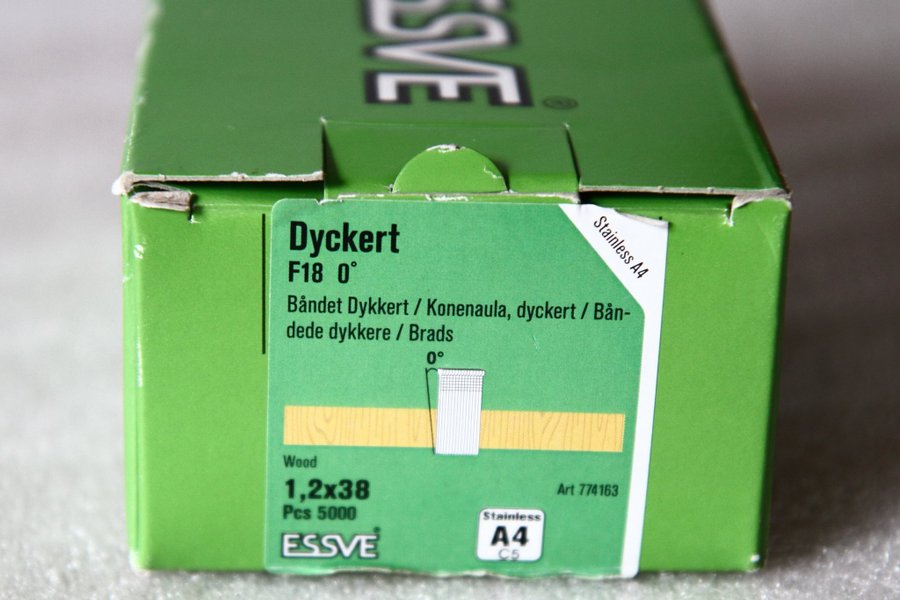 ESSVE ®
Dyckert
F18 0°
Stainless A4
Båndet Dykkert / Konenaula, dyckert / Bån-
dede dykkere / Brads
0°
Wood
1,2x38
Pcs 5000
Art 774163
ESSVE®
Stainless
A4
C5